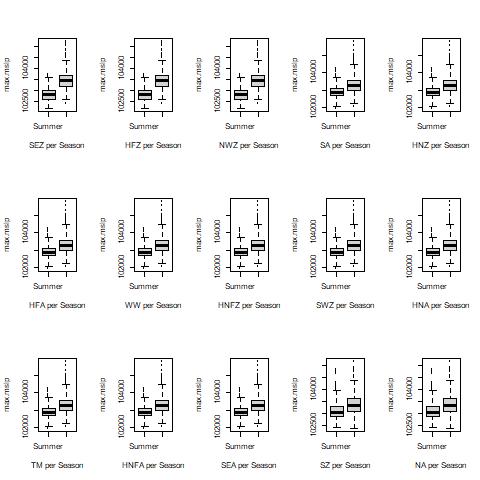 max.mslp
102500
104000
Summer
SEZ per Season
max.mslp
102500
104000
Summer
HFZ per Season
max.mslp
102500
104000
Summer
NWZ per Season
max.mslp
102000
104000
Summer
SA per Season
max.mslp
102000
104000
Summer
HNZ per Season
max.mslp
102000
104000
Summer
HFA per Season
max.mslp
102000
104000
Summer
WW per Season
max.mslp
102000
104000
Summer
HNFZ per Season
max.mslp
102000
104000
Summer
SWZ per Season
max.mslp
102000
104000
Summer
HNA per Season
max.mslp
102000
104000
Summer
TM per Season
max.mslp
102000
104000
Summer
HNFA per Season
max.mslp
102000
104000
Summer
SEA per Season
max.mslp
102500
104000
Summer
SZ per Season
max.mslp
102500
104000
Summer
NA per Season